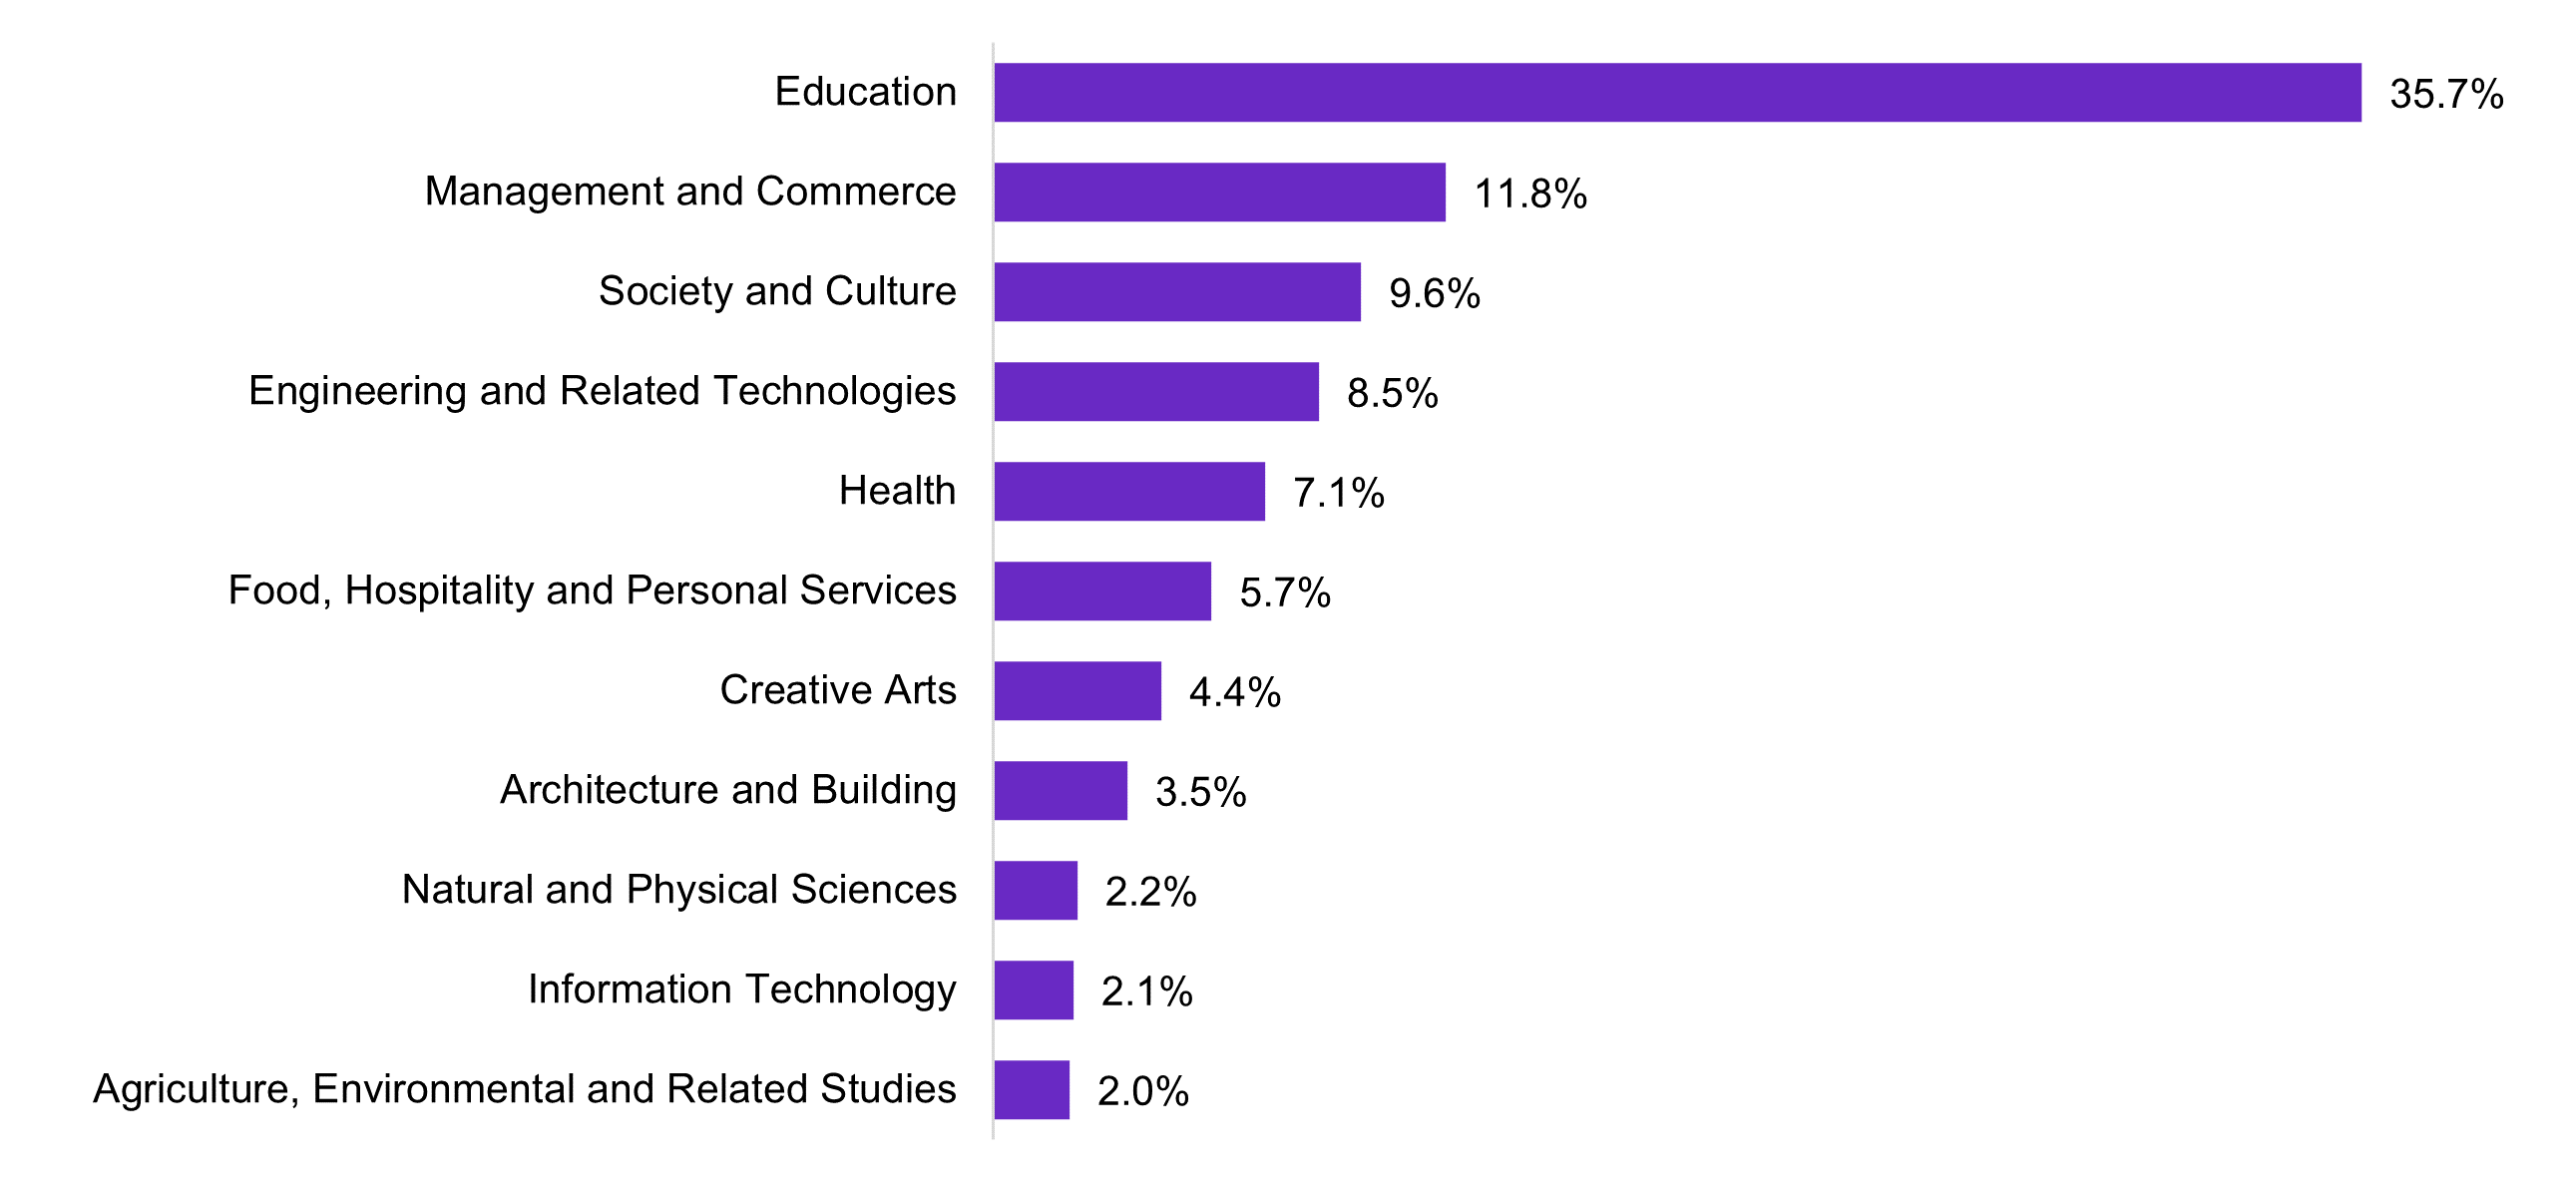 Education 35.7%
Management and Commerce 11.8%
Society and Culture 9.6%
Engineering and Related Technologies 8.5%
Health 7.1%
Food, Hospitality and Personal Services 5.7%
Creative Arts 4.4%
Architecture and Building 3.5%
Natural and Physical Sciences 2.2%
Information Technology 2.1%
Agriculture, Environmental and Related Studies 2.0%